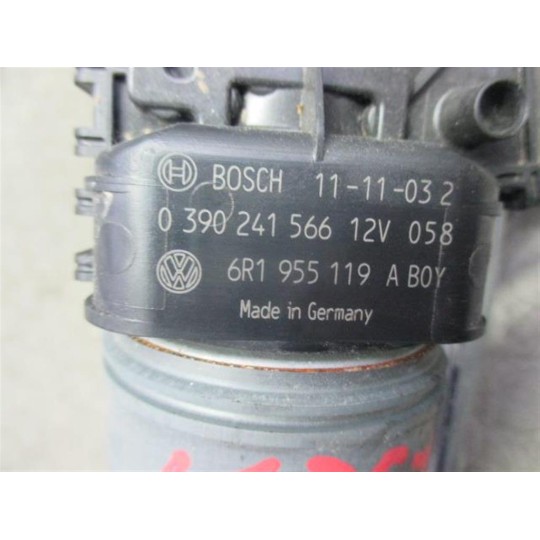 BOSCH 11-11-03 2
0 390 241 566 12V 058
6R1 955 119 A BOY
Made in Germany